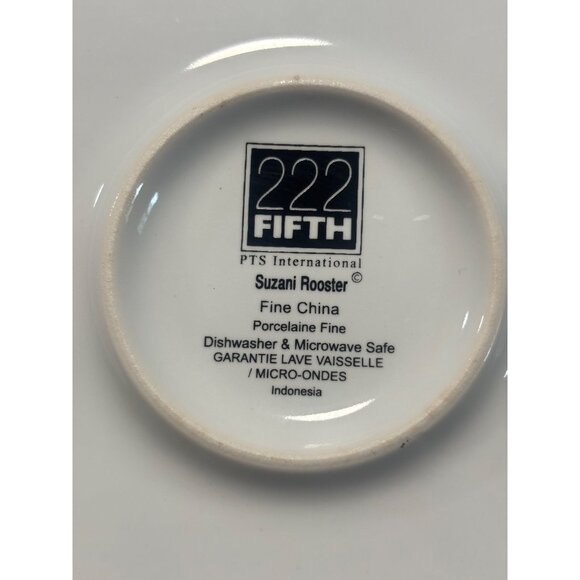 222
FIFTH
PTS International
Suzani Rooster ©
Fine China
Porcelaine Fine
Dishwasher & Microwave Safe
GARANTIE LAVE VAISSELLE
/ MICRO-ONDES
Indonesia